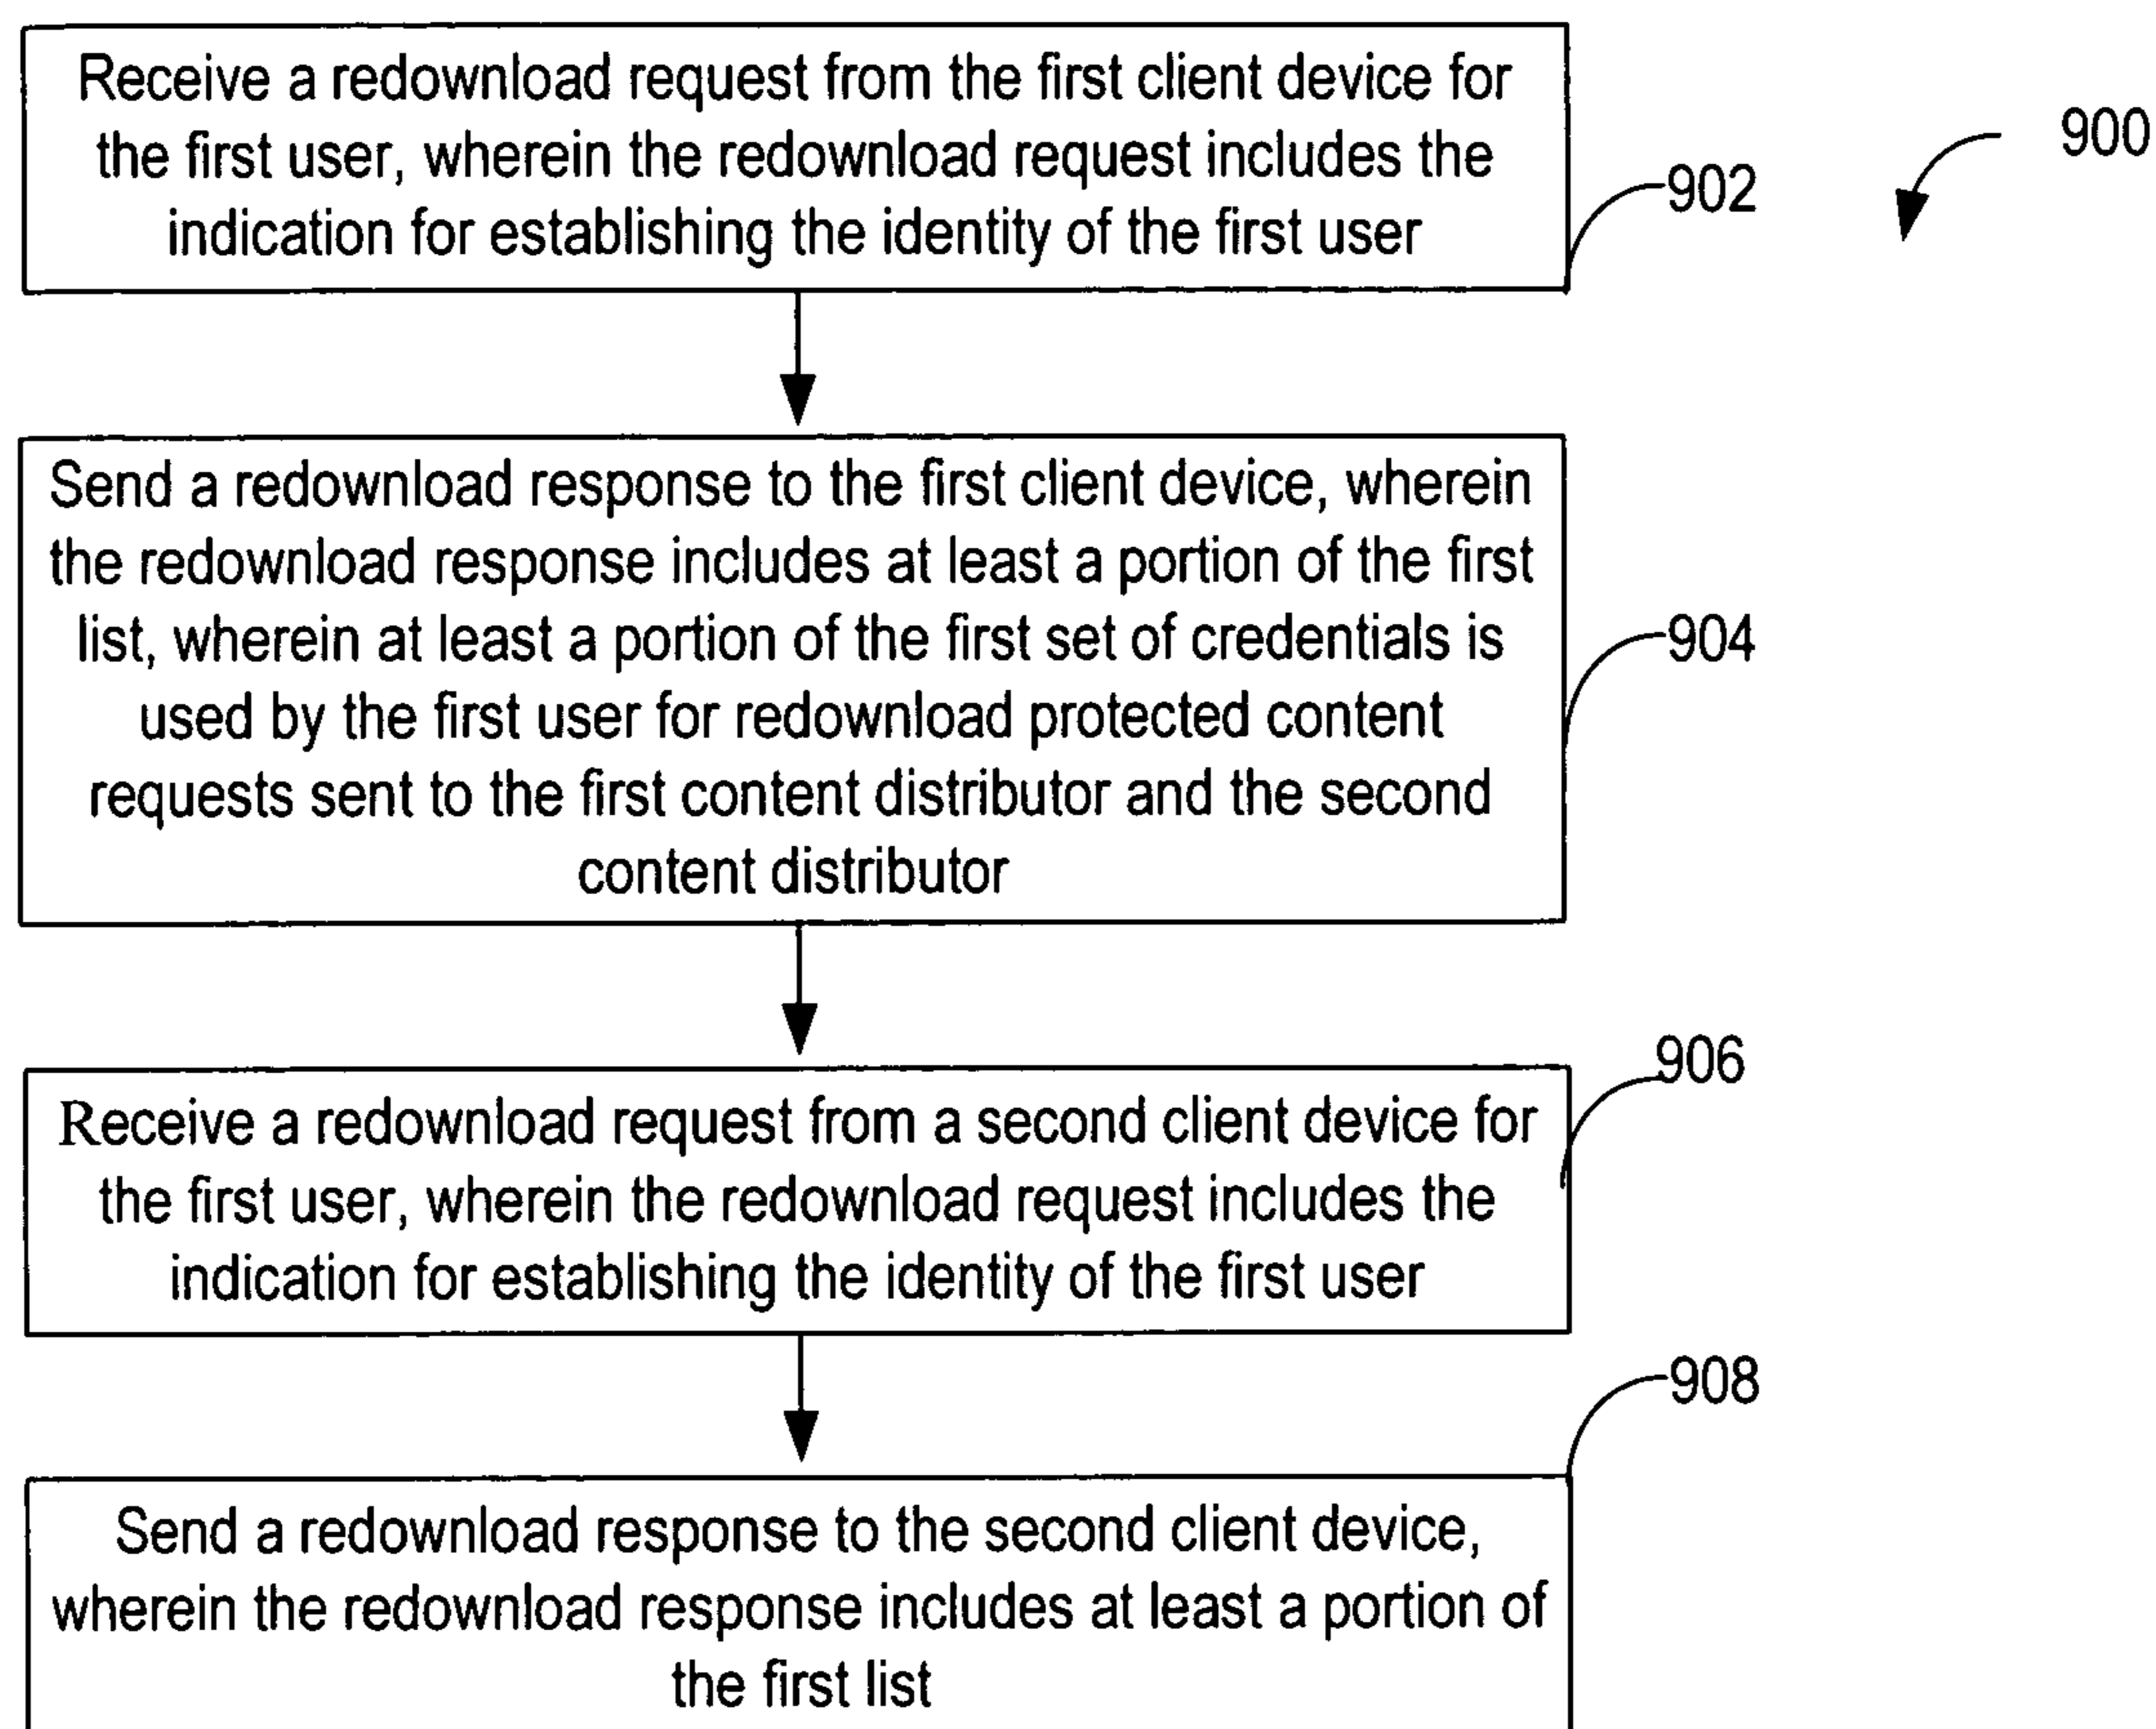 Receive a redownload request from the first client device for
the first user, wherein the redownload request includes the
indication for establishing the identity of the first user
900
902
Send a redownload response to the first client device, wherein
the redownload response includes at least a portion of the first
list, wherein at least a portion of the first set of credentials is
used by the first user for redownload protected content
requests sent to the first content distributor and the second
content distributor
904
Receive a redownload request from a second client device for
the first user, wherein the redownload request includes the
indication for establishing the identity of the first user
906
Send a redownload response to the second client device,
wherein the redownload response includes at least a portion of
the first list
908